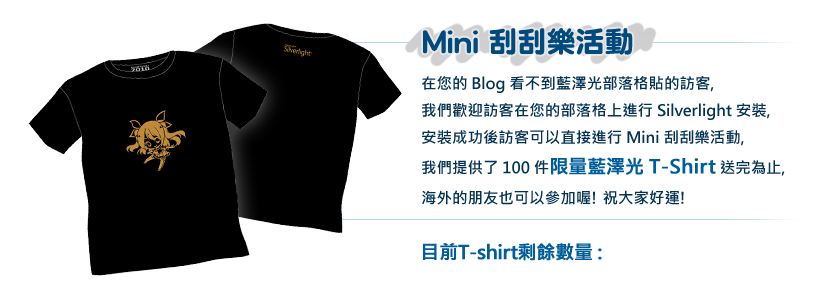 Silverlight
2010
Mini 刮刮樂活動
在您的 Blog 看不到藍澤光部落格貼的訪客,
我們歡迎訪客在您的部落格上進行 Silverlight 安裝,
安裝成功後訪客可以直接進行 Mini 刮刮樂活動,
我們提供了 100 件限量藍澤光 T-Shirt 送完為止,
海外的朋友也可以參加喔! 祝大家好運!
目前T-shirt剩餘數量 :